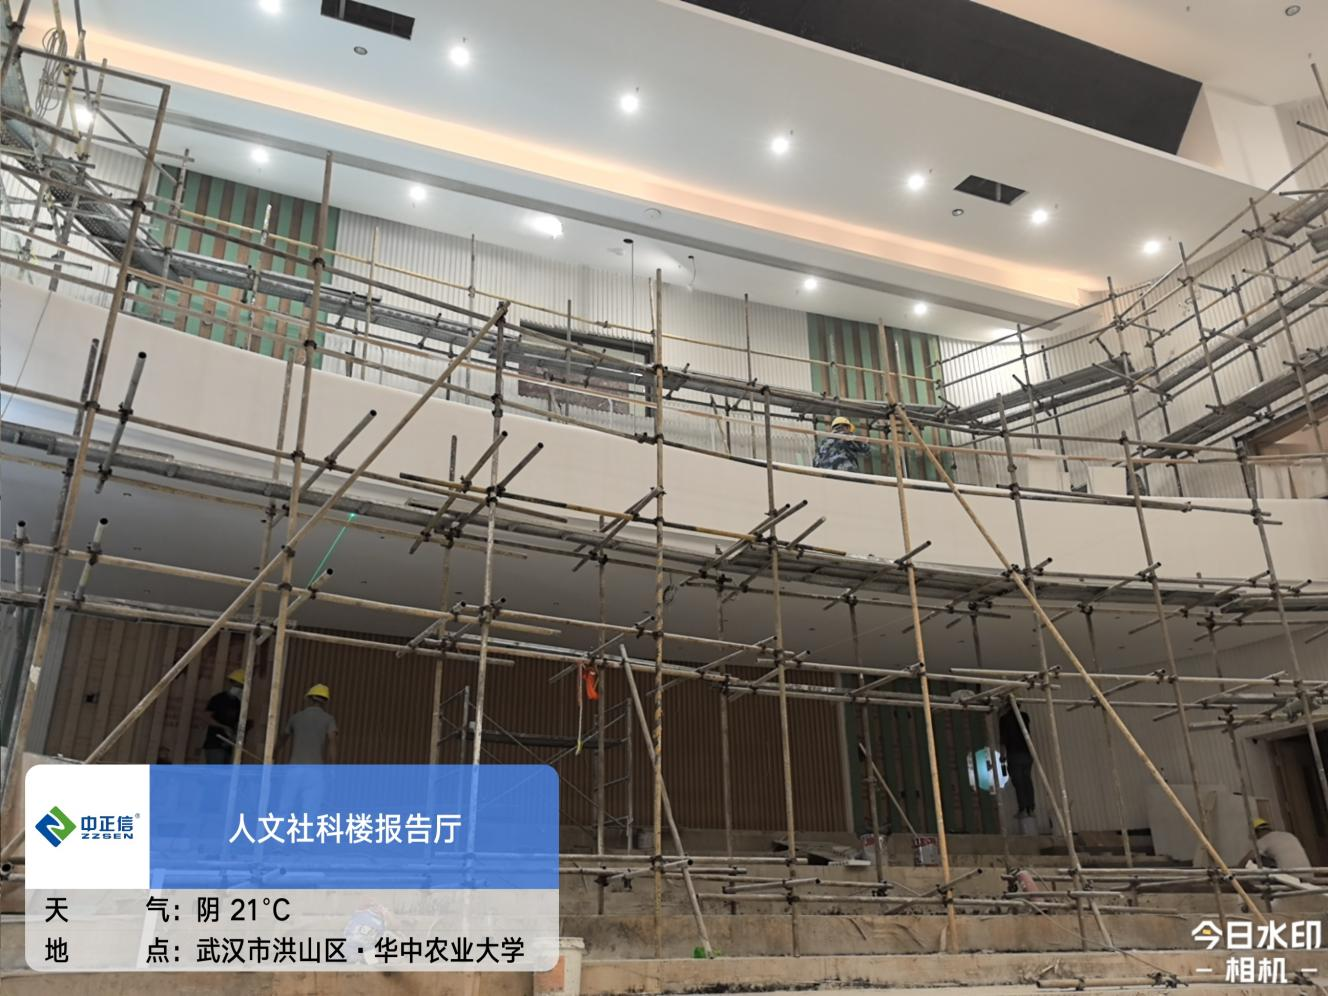 中正信®
ZZSEN
人文社科楼报告厅
天 气: 阴 21°C
地 点: 武汉市洪山区·华中农业大学
今日水印
相机